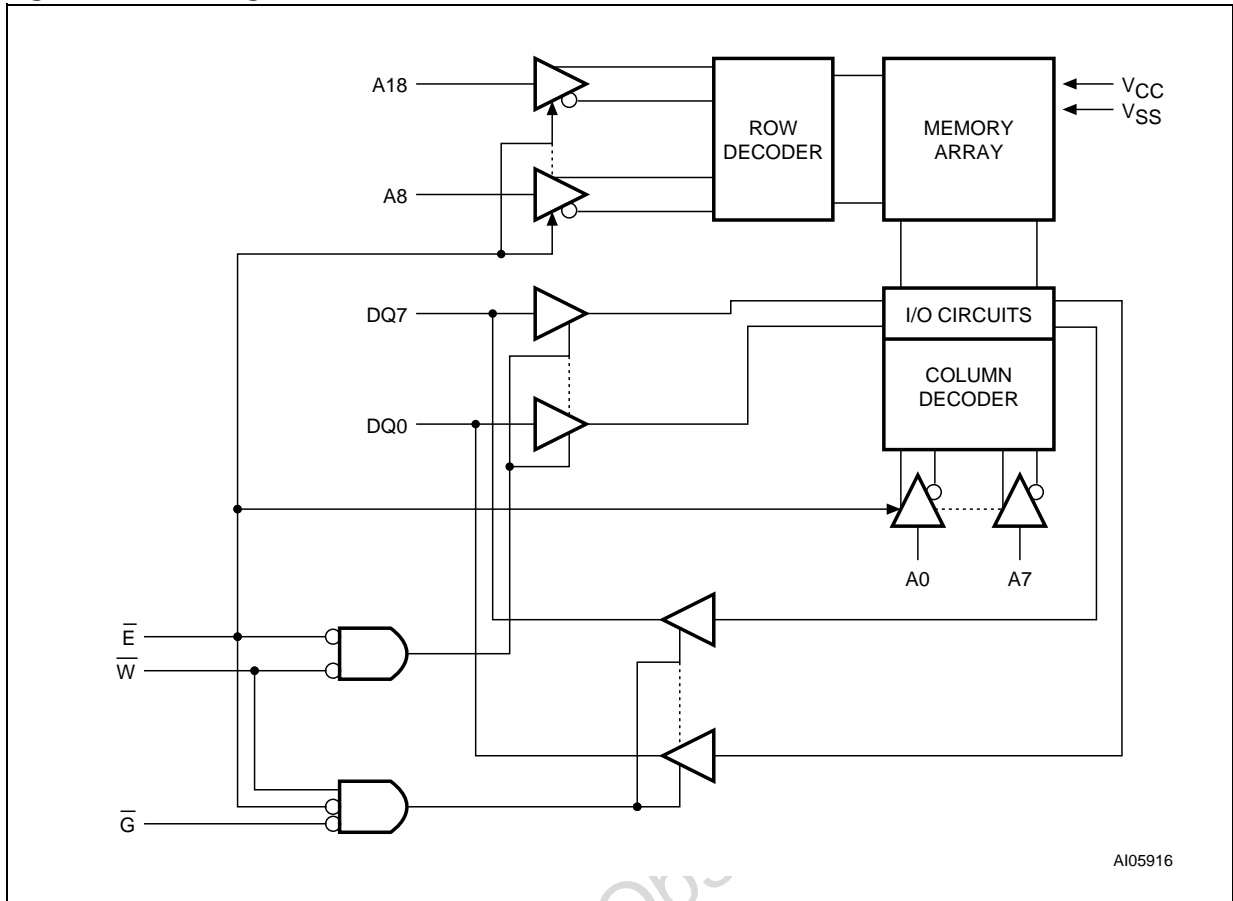 A18
A8
ROW
DECODER
MEMORY
ARRAY
VCC
VSS
DQ7
DQ0
I/O CIRCUITS
COLUMN
DECODER
A0
A7
E
W
G
AI05916